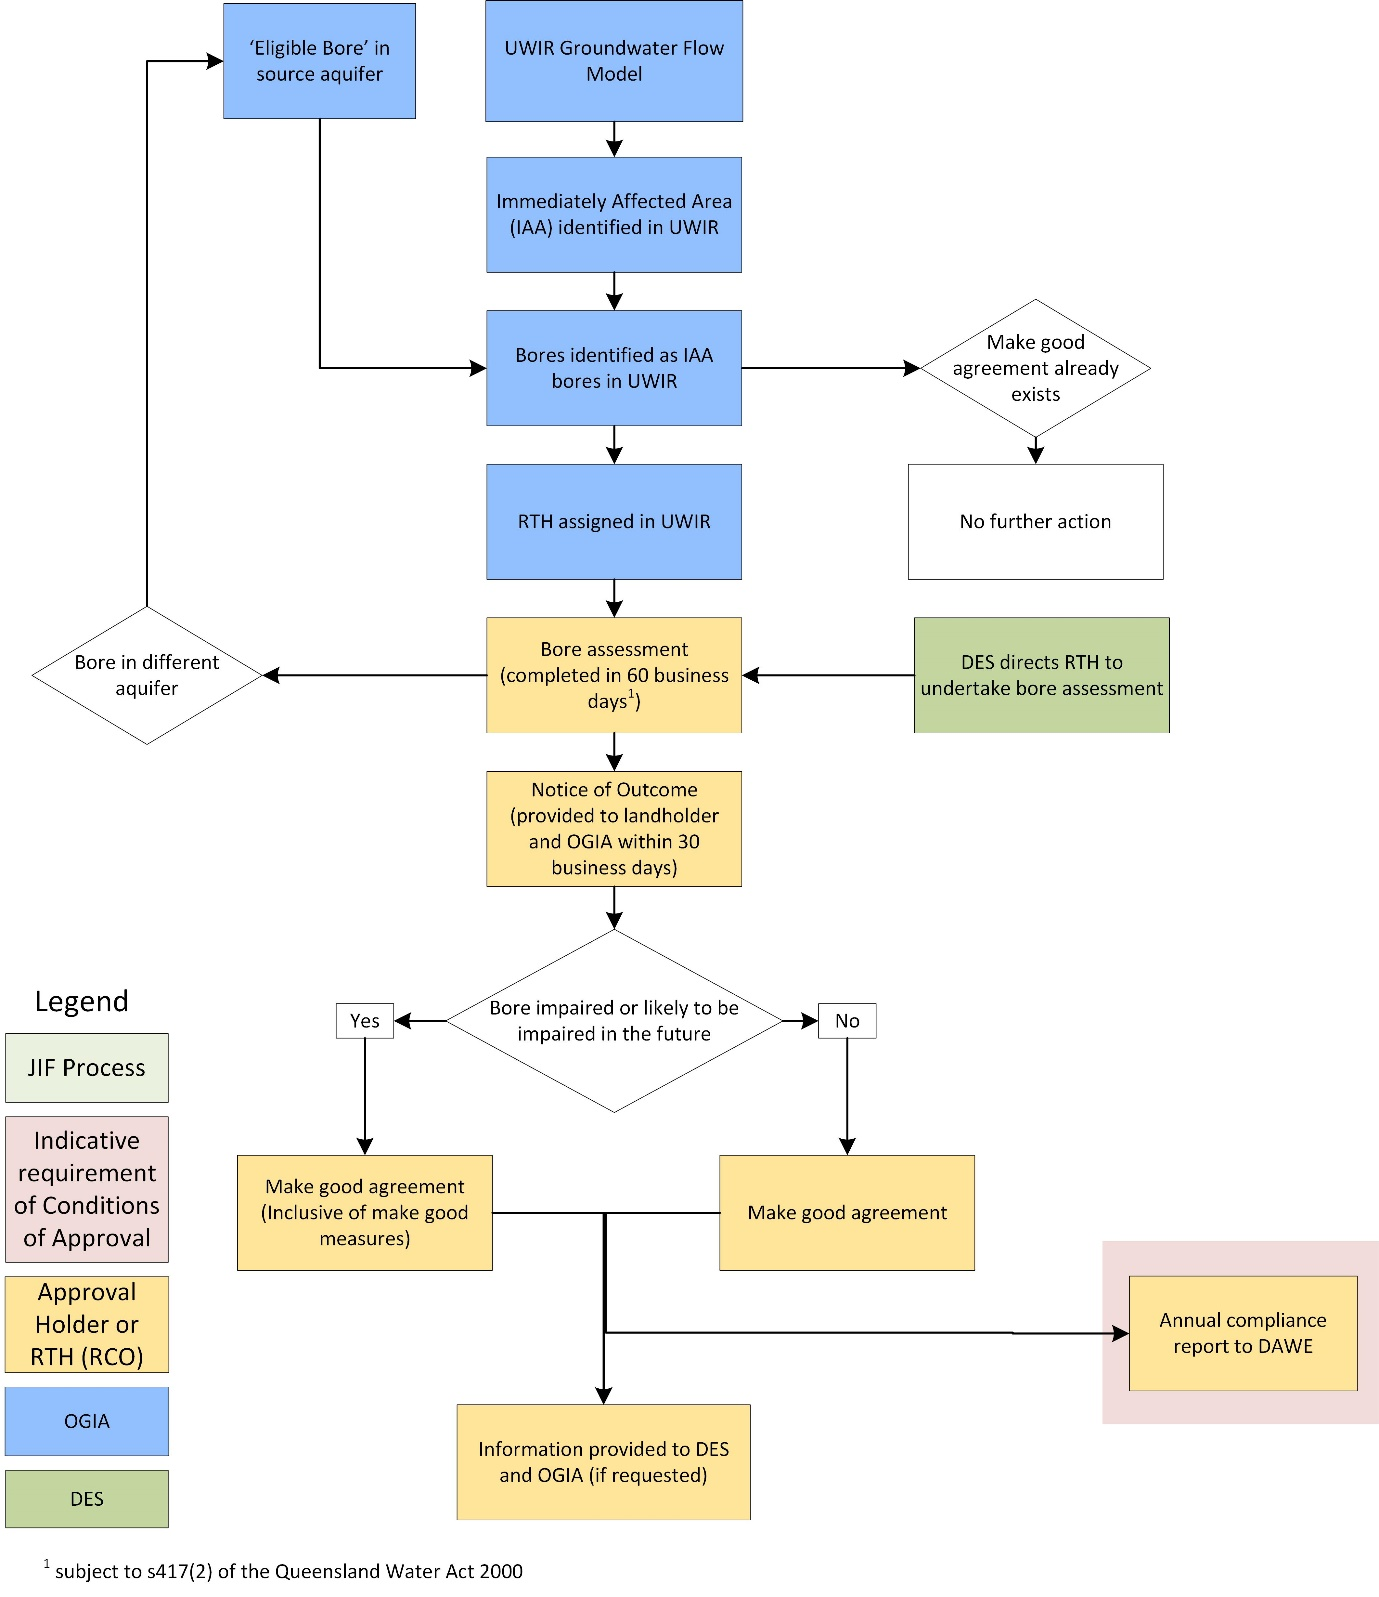 ‘Eligible Bore’ in
source aquifer
UWIR Groundwater Flow
Model
Immediately Affected Area
(IAA) identified in UWIR
Bores identified as IAA
bores in UWIR
Make good
agreement already
exists
RTH assigned in UWIR
No further action
Bore in different
aquifer
Bore assessment
(completed in 60 business
days1)
DES directs RTH to
undertake bore assessment
Notice of Outcome
(provided to landholder
and OGIA within 30
business days)
Bore impaired or likely to be
impaired in the future
Yes
No
Make good agreement
(Inclusive of make good
measures)
Make good agreement
Annual compliance
report to DAWE
Information provided to DES
and OGIA (if requested)
Legend
JIF Process
Indicative
requirement
of Conditions
of Approval
Approval
Holder or
RTH (RCO)
OGIA
DES
1 subject to s417(2) of the Queensland Water Act 2000